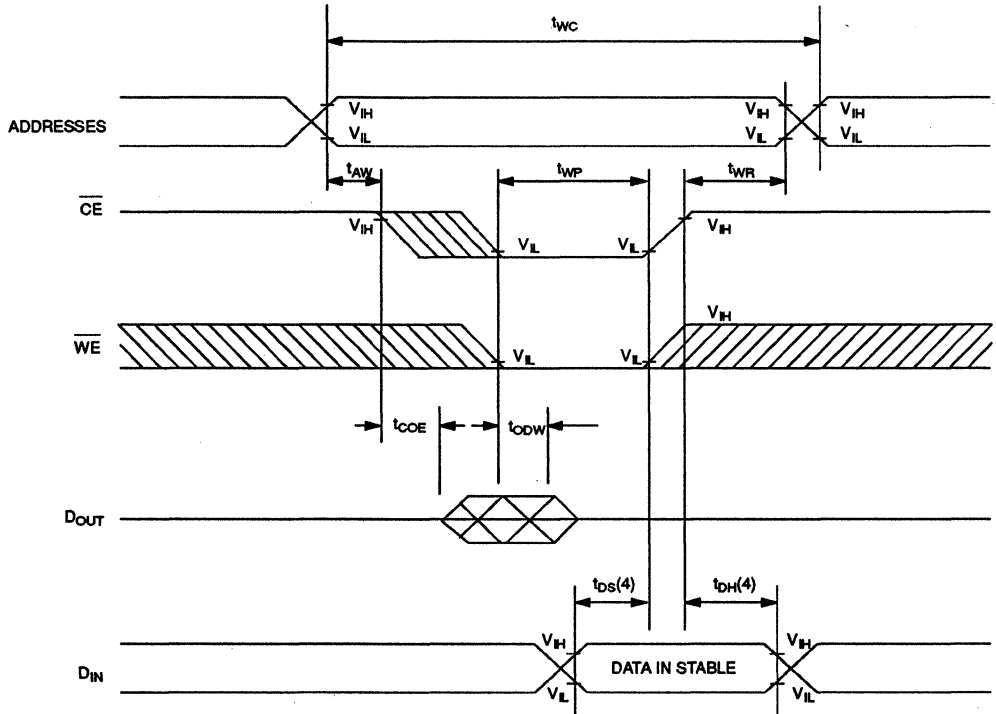 tWC
ADDRESSES VIH VIH VIH
VIL VIL VIL
tAW tWP tWR
CE VIH VIL VIL VIH
WE VIL VIL VIH
tCOE tODW
DOUT
tDS(4) tDH(4)
DIN VIH DATA IN STABLE VIH
VIL VIL